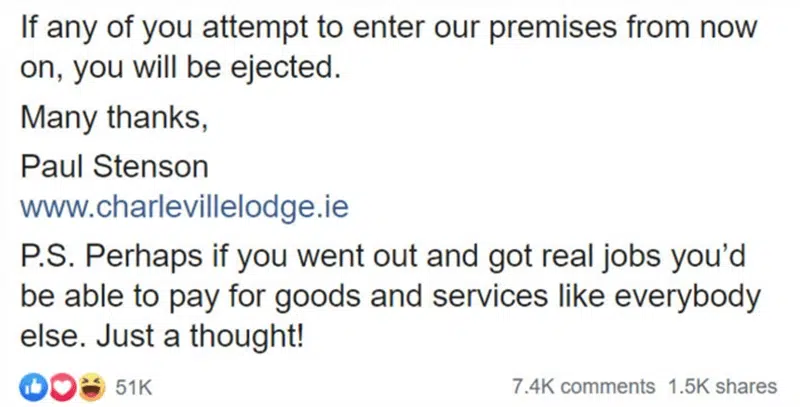 If any of you attempt to enter our premises from now
on, you will be ejected.
Many thanks,
Paul Stenson
www.charlevillelodge.ie
P.S. Perhaps if you went out and got real jobs you’d
be able to pay for goods and services like everybody
else. Just a thought!
51K 7.4K comments 1.5K shares